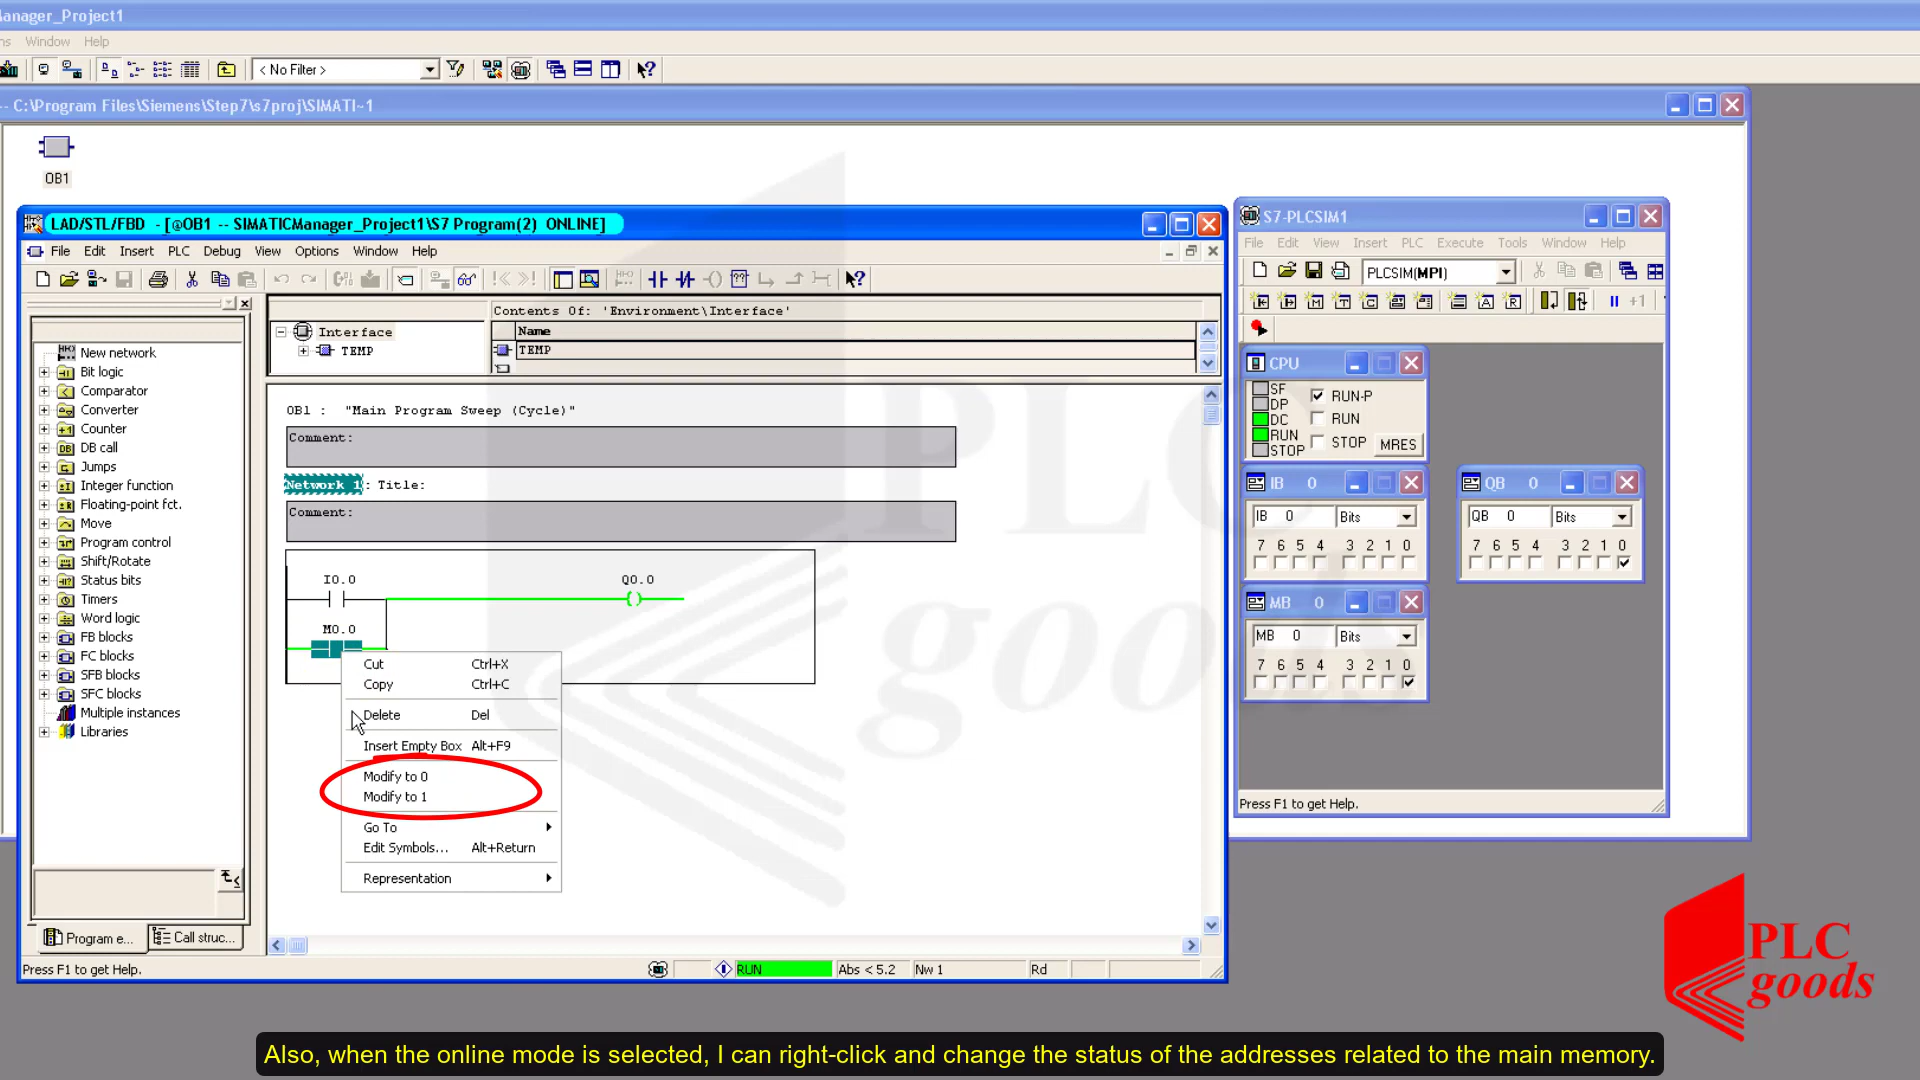 anager_Project1
ns Window Help
< No Filter >
-- C:\Program Files\Siemens\Step7\s7proj\SIMATI~1
OB1
LAD/STL/FBD - [@OB1 -- SIMATICManager_Project1\S7 Program(2) ONLINE]
File Edit Insert PLC Debug View Options Window Help
Contents Of: 'Environment\Interface'
Interface
TEMP
Name
TEMP
New network
Bit logic
Comparator
Converter
Counter
DB call
Jumps
Integer function
Floating-point fct.
Move
Program control
Shift/Rotate
Status bits
Timers
Word logic
FB blocks
FC blocks
SFB blocks
SFC blocks
Multiple instances
Libraries
Program e...
Call struc...
OB1 : "Main Program Sweep (Cycle)"
Comment:
Network 1: Title:
Comment:
I0.0 Q0.0
M0.0
Cut Ctrl+X
Copy Ctrl+C
Delete Del
Insert Empty Box Alt+F9
Modify to 0
Modify to 1
Go To
Edit Symbols... Alt+Return
Representation
Press F1 to get Help.
RUN
Abs < 5.2
Nw 1
Rd
S7-PLCSIM1
File Edit View Insert PLC Execute Tools Window Help
PLCSIM(MPI)
+1
CPU
SF
DP
DC
RUN
STOP
RUN-P
RUN
STOP
MRES
IB 0
IB 0 Bits
7 6 5 4 3 2 1 0
QB 0
QB 0 Bits
7 6 5 4 3 2 1 0
MB 0
MB 0 Bits
7 6 5 4 3 2 1 0
Press F1 to get Help.
PLC
goods
PLC
goods
Also, when the online mode is selected, I can right-click and change the status of the addresses related to the main memory.